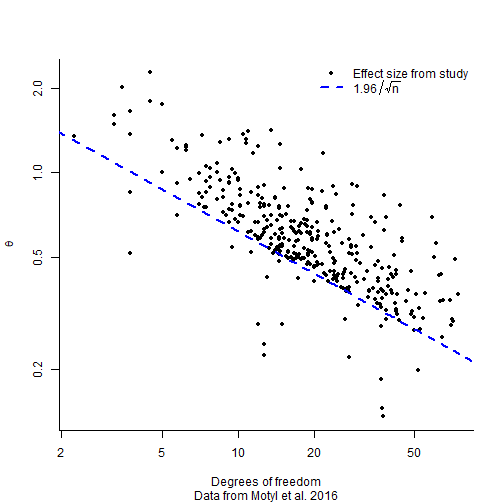 Effect size from study
1.96/√n
2.0
1.0
0.5
0.2
θ
2 5 10 20 50
Degrees of freedom
Data from Motyl et al. 2016